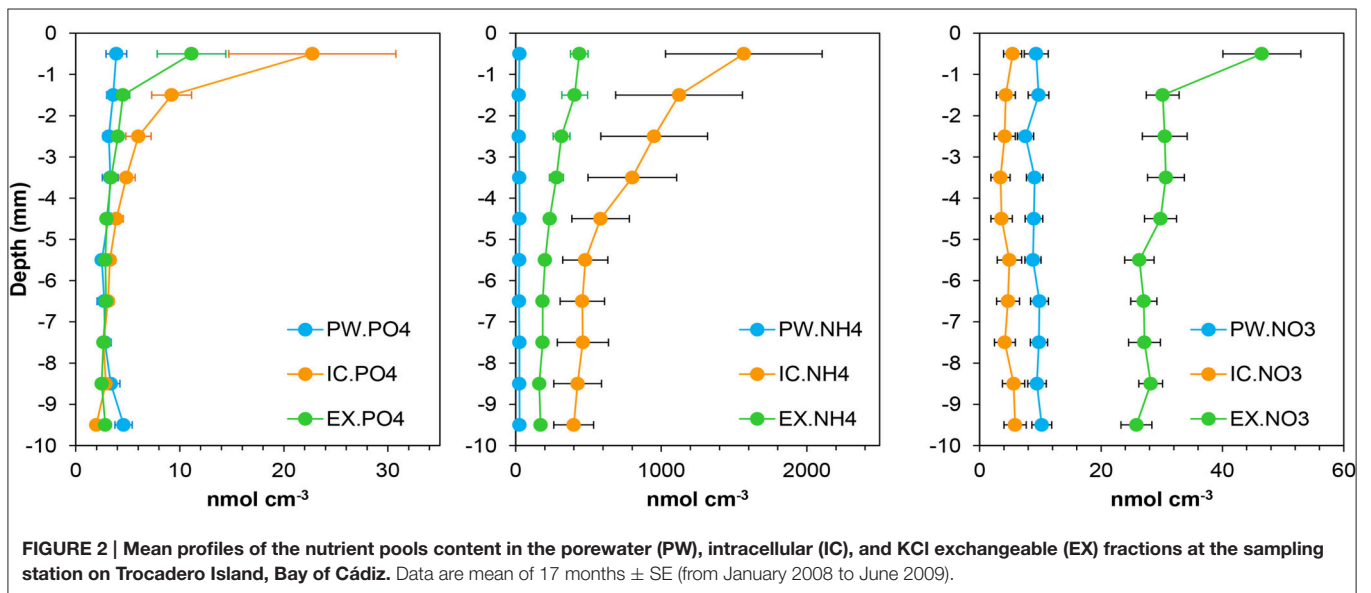 0
-1
-2
-3
-4
-5
-6
-7
-8
-9
-10
Depth (mm)
PW.PO4
IC.PO4
EX.PO4
0 10 20 30
nmol cm⁻³
0
-1
-2
-3
-4
-5
-6
-7
-8
-9
-10
PW.NH4
IC.NH4
EX.NH4
0 1000 2000
nmol cm⁻³
0
-1
-2
-3
-4
-5
-6
-7
-8
-9
-10
PW.NO3
IC.NO3
EX.NO3
0 20 40 60
nmol cm⁻³
FIGURE 2 | Mean profiles of the nutrient pools content in the porewater (PW), intracellular (IC), and KCl exchangeable (EX) fractions at the sampling
station on Trocadero Island, Bay of Cádiz. Data are mean of 17 months ± SE (from January 2008 to June 2009).